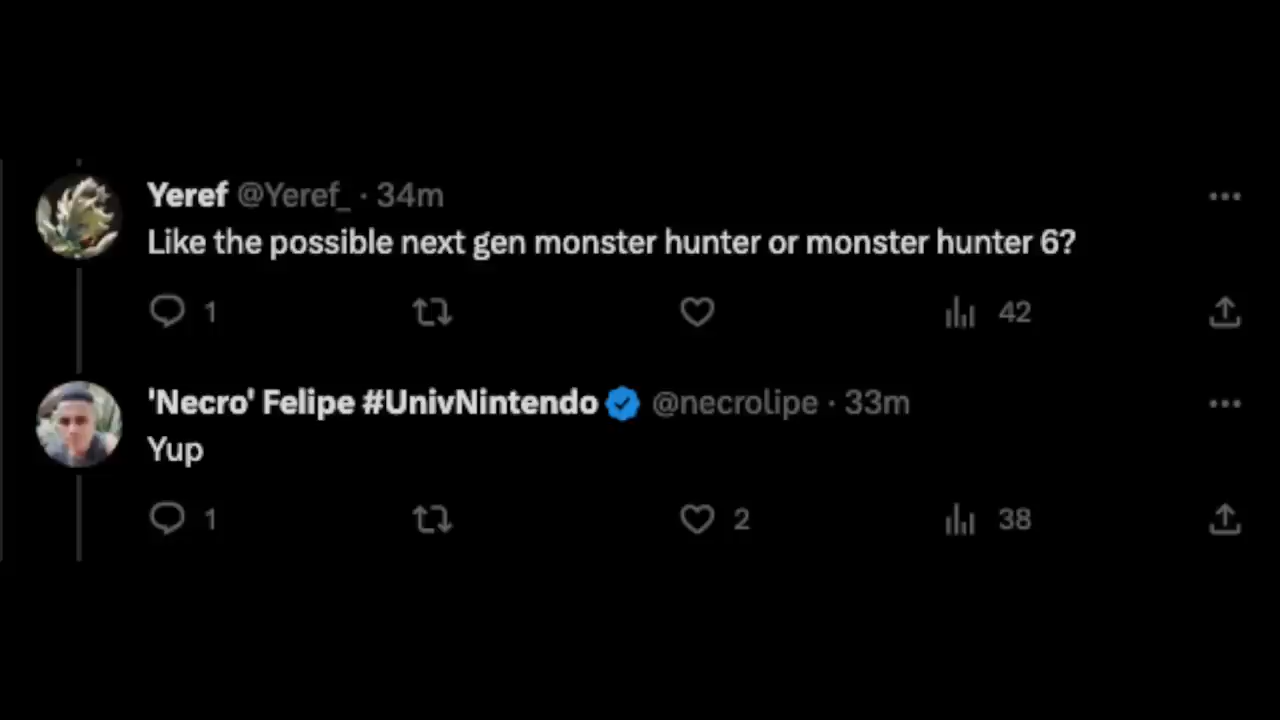 Yeref @Yeref_ · 34m
Like the possible next gen monster hunter or monster hunter 6?
1 42
'Necro' Felipe #UnivNintendo @necrolipe · 33m
Yup
1 2 38